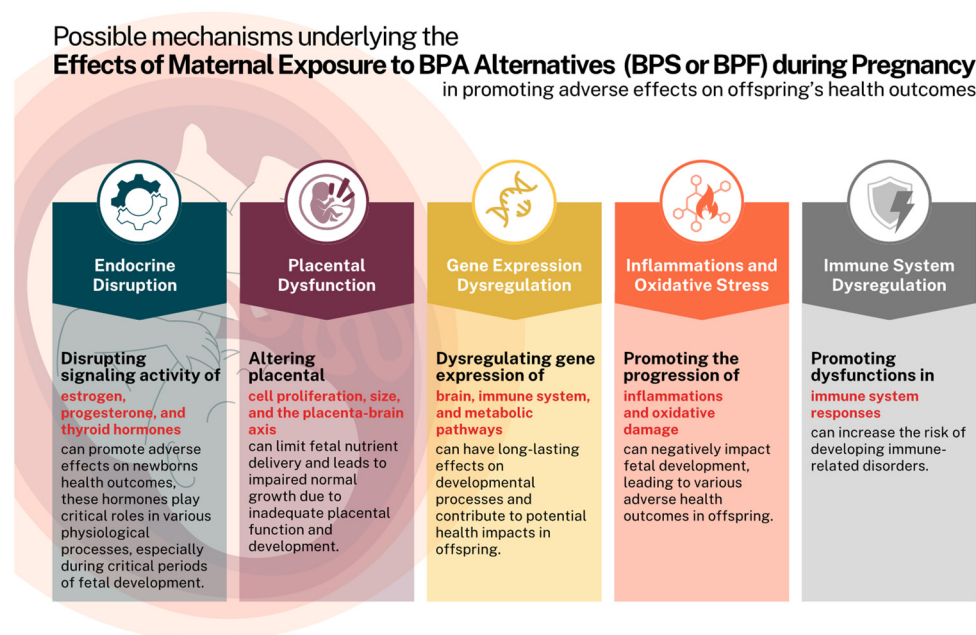 Possible mechanisms underlying the
Effects of Maternal Exposure to BPA Alternatives (BPS or BPF) during Pregnancy
in promoting adverse effects on offspring's health outcomes
Endocrine
Disruption
Disrupting
signaling activity of
estrogen,
progesterone, and
thyroid hormones
can promote adverse
effects on newborns
health outcomes,
these hormones play
critical roles in various
physiological
processes, especially
during critical periods
of fetal development.
Placental
Dysfunction
Altering
placental
cell proliferation, size,
and the placenta-brain
axis
can limit fetal nutrient
delivery and leads to
impaired normal
growth due to
inadequate placental
function and
development.
Gene Expression
Dysregulation
Dysregulating gene
expression of
brain, immune system,
and metabolic
pathways
can have long-lasting
effects on
developmental
processes and
contribute to potential
health impacts in
offspring.
Inflammations and
Oxidative Stress
Promoting the
progression of
inflammations
and oxidative
damage
can negatively impact
fetal development,
leading to various
adverse health
outcomes in offspring.
Immune System
Dysregulation
Promoting
dysfunctions in
immune system
responses
can increase the risk of
developing immune-
related disorders.